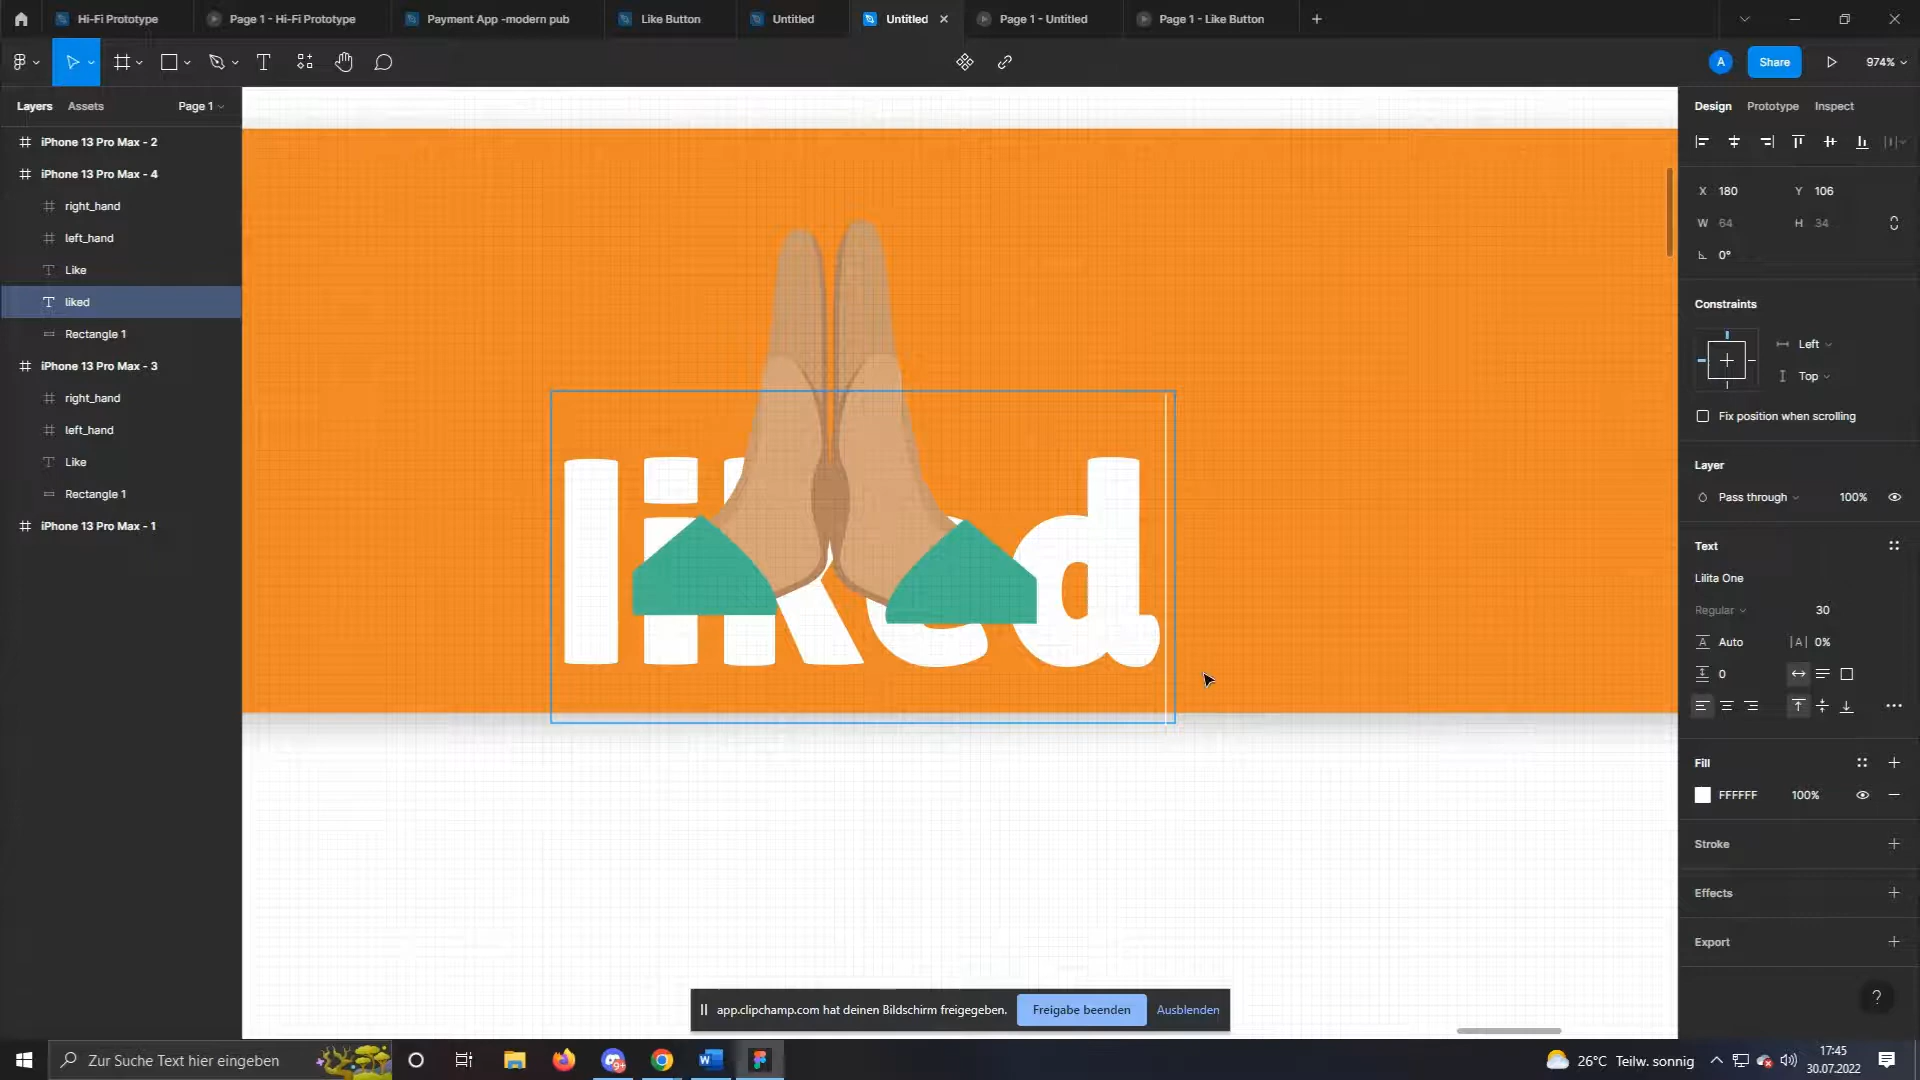 Hi-Fi Prototype
Page 1 - Hi-Fi Prototype
Payment App -modern pub
Like Button
Untitled
Untitled
Page 1 - Untitled
Page 1 - Like Button
A
Share
974%
Layers
Assets
Page 1
iPhone 13 Pro Max - 2
iPhone 13 Pro Max - 4
right_hand
left_hand
Like
liked
Rectangle 1
iPhone 13 Pro Max - 3
right_hand
left_hand
Like
Rectangle 1
iPhone 13 Pro Max - 1
liked
Design
Prototype
Inspect
X 180
Y 106
W 64
H 34
0°
Constraints
Left
Top
Fix position when scrolling
Layer
Pass through
100%
Text
Lilita One
Regular
30
Auto
|A| 0%
0
Fill
FFFFFF
100%
Stroke
Effects
Export
?
app.clipchamp.com hat deinen Bildschirm freigegeben.
Freigabe beenden
Ausblenden
Zur Suche Text hier eingeben
9+
26°C Teilw. sonnig
17:45
30.07.2022